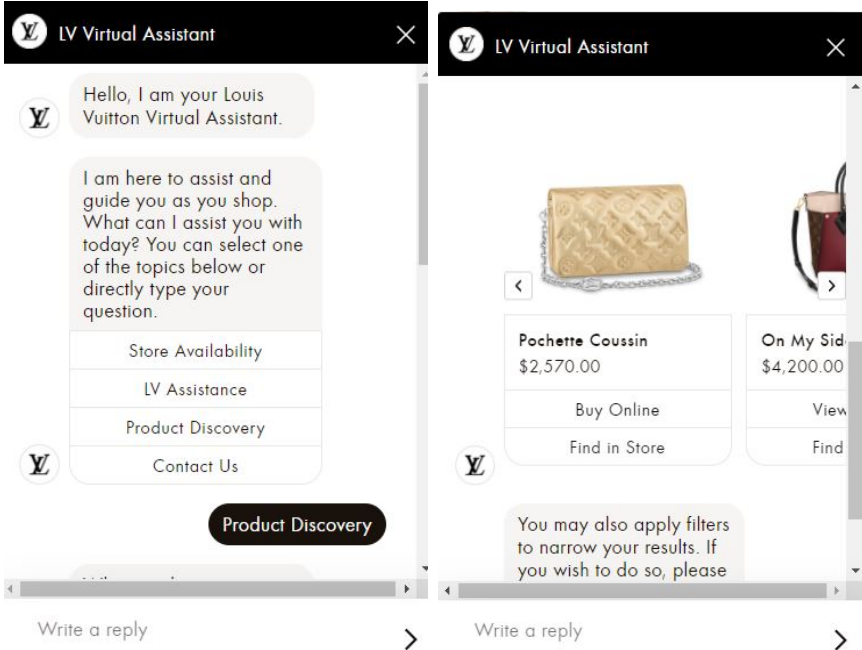 LV Virtual Assistant
Hello, I am your Louis
Vuitton Virtual Assistant.
I am here to assist and
guide you as you shop.
What can I assist you with
today? You can select one
of the topics below or
directly type your
question.
Store Availability
LV Assistance
Product Discovery
Contact Us
Product Discovery
Write a reply
LV Virtual Assistant
Pochette Coussin
$2,570.00
Buy Online
Find in Store
On My Sid
$4,200.00
View
Find
You may also apply filters
to narrow your results. If
you wish to do so, please
Write a reply